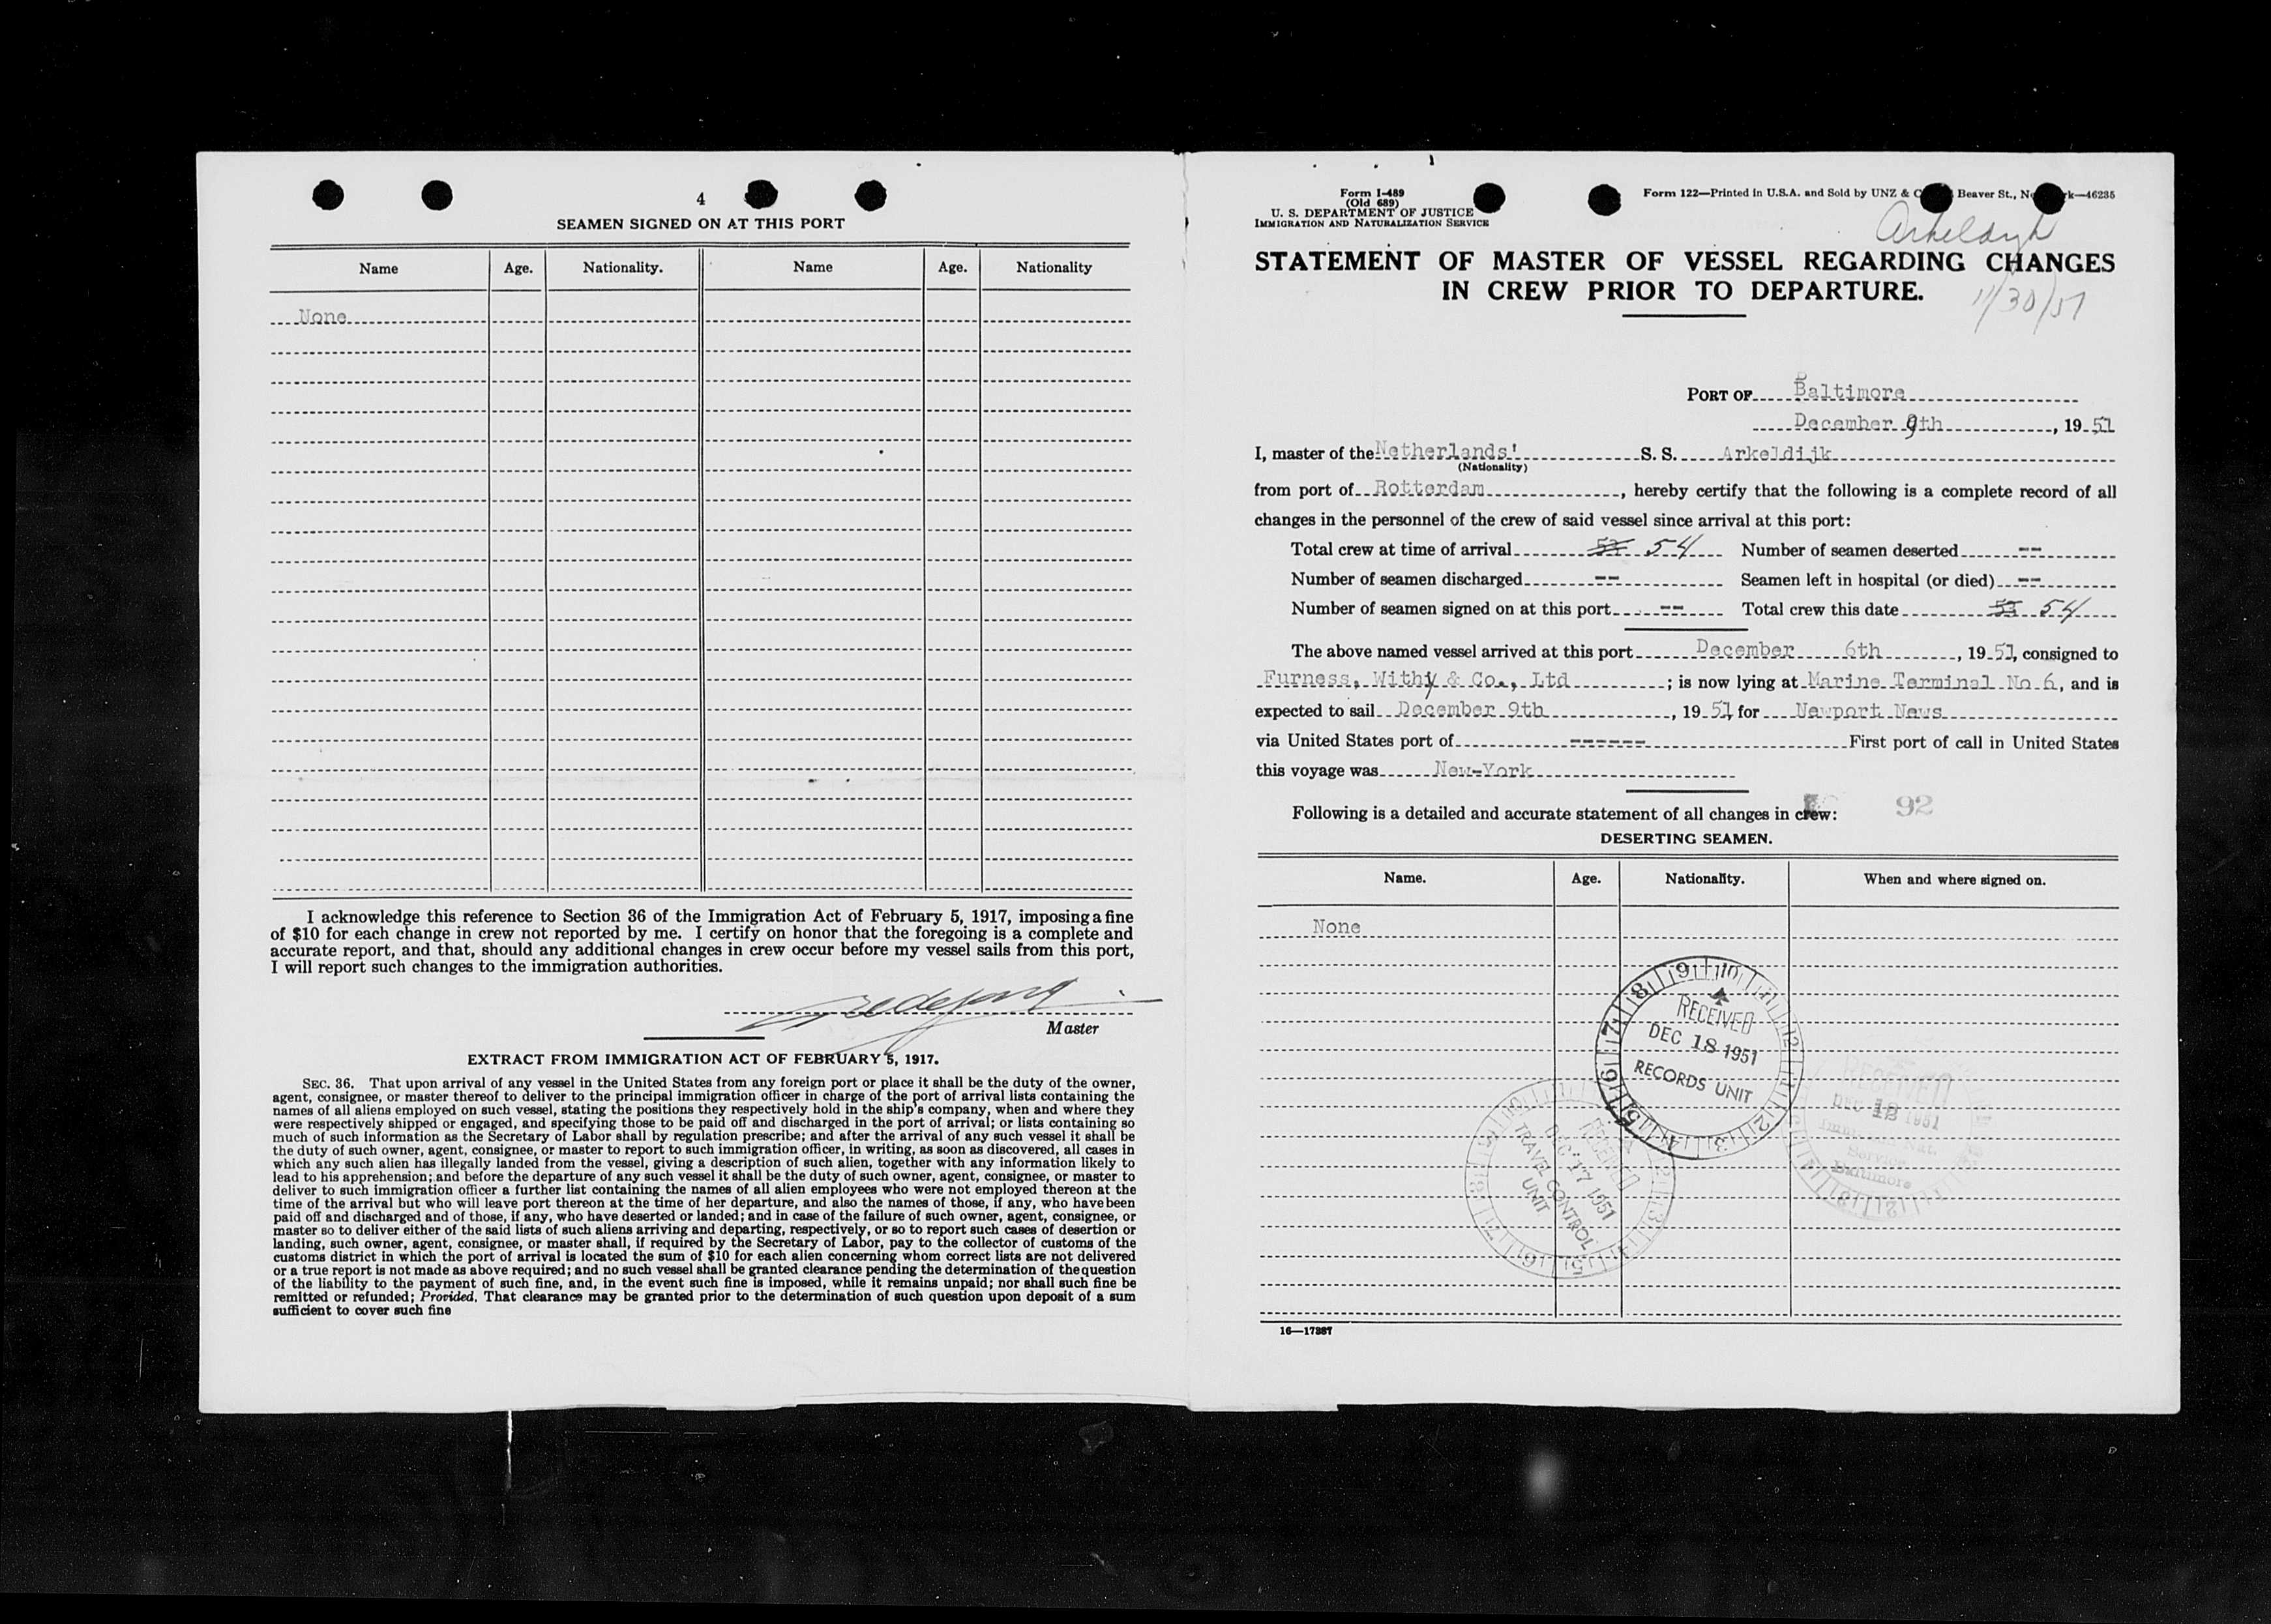 4
SEAMEN SIGNED ON AT THIS PORT
Name Age. Nationality. Name Age. Nationality
None
I acknowledge this reference to Section 36 of the Immigration Act of February 5, 1917, imposing a fine
of $10 for each change in crew not reported by me. I certify on honor that the foregoing is a complete and
accurate report, and that, should any additional changes in crew occur before my vessel sails from this port,
I will report such changes to the immigration authorities.
Master
EXTRACT FROM IMMIGRATION ACT OF FEBRUARY 5, 1917.
SEC. 36. That upon arrival of any vessel in the United States from any foreign port or place it shall be the duty of the owner,
agent, consignee, or master thereof to deliver to the principal immigration officer in charge of the port of arrival lists containing the
names of all aliens employed on such vessel, stating the positions they respectively hold in the ship's company, when and where they
were respectively shipped or engaged, and specifying those to be paid off and discharged in the port of arrival; or lists containing so
much of such information as the Secretary of Labor shall by regulation prescribe; and after the arrival of any such vessel it shall be
the duty of such owner, agent, consignee, or master to report to such immigration officer, in writing, as soon as discovered, all cases in
which any such alien has illegally landed from the vessel, giving a description of such alien, together with any information likely to
lead to his apprehension; and before the departure of any such vessel it shall be the duty of such owner, agent, consignee, or master to
deliver to such immigration officer a further list containing the names of all alien employees who were not employed thereon at the
time of the arrival but who will leave port thereon at the time of her departure, and also the names of those, if any, who have been
paid off and discharged and of those, if any, who have deserted or landed; and in case of the failure of such owner, agent, consignee, or
master so to deliver either of the said lists of such aliens arriving and departing, respectively, or so to report such cases of desertion or
landing, such owner, agent, consignee, or master shall, if required by the Secretary of Labor, pay to the collector of customs of the
customs district in which the port of arrival is located the sum of $10 for each alien concerning whom correct lists are not delivered
or a true report is not made as above required; and no such vessel shall be granted clearance pending the determination of the question
of the liability to the payment of such fine, and, in the event such fine is imposed, while it remains unpaid; nor shall such fine be
remitted or refunded; Provided, That clearance may be granted prior to the determination of such question upon deposit of a sum
sufficient to cover such fine
Form I-489
(Old 689)
U. S. DEPARTMENT OF JUSTICE
IMMIGRATION AND NATURALIZATION SERVICE
Form 122—Printed in U.S.A. and Sold by UNZ & C Beaver St., Ne rk—46235
Arkeldyk
STATEMENT OF MASTER OF VESSEL REGARDING CHANGES
IN CREW PRIOR TO DEPARTURE.
11/30/51
PORT OF Baltimore
December 9th, 19 51
I, master of the Netherlands' S. S. Arkeldijk
(Nationality)
from port of Rotterdam, hereby certify that the following is a complete record of all
changes in the personnel of the crew of said vessel since arrival at this port:
Total crew at time of arrival 54 Number of seamen deserted --
Number of seamen discharged -- Seamen left in hospital (or died) --
Number of seamen signed on at this port -- Total crew this date 53 54
The above named vessel arrived at this port December 6th, 19 51, consigned to
Furness, Withy & Co., Ltd; is now lying at Marine Terminal No 6, and is
expected to sail December 9th, 19 51 for Newport News
via United States port of ------ First port of call in United States
this voyage was New-York
Following is a detailed and accurate statement of all changes in crew: 92
DESERTING SEAMEN.
Name. Age. Nationality. When and where signed on.
None
RECEIVED
DEC 18 1951
RECORDS UNIT
RECEIVED
DEC 17 1951
TRAVEL CONTROL
UNIT
RECEIVED
DEC 12 1951
Service
Baltimore
16—17387